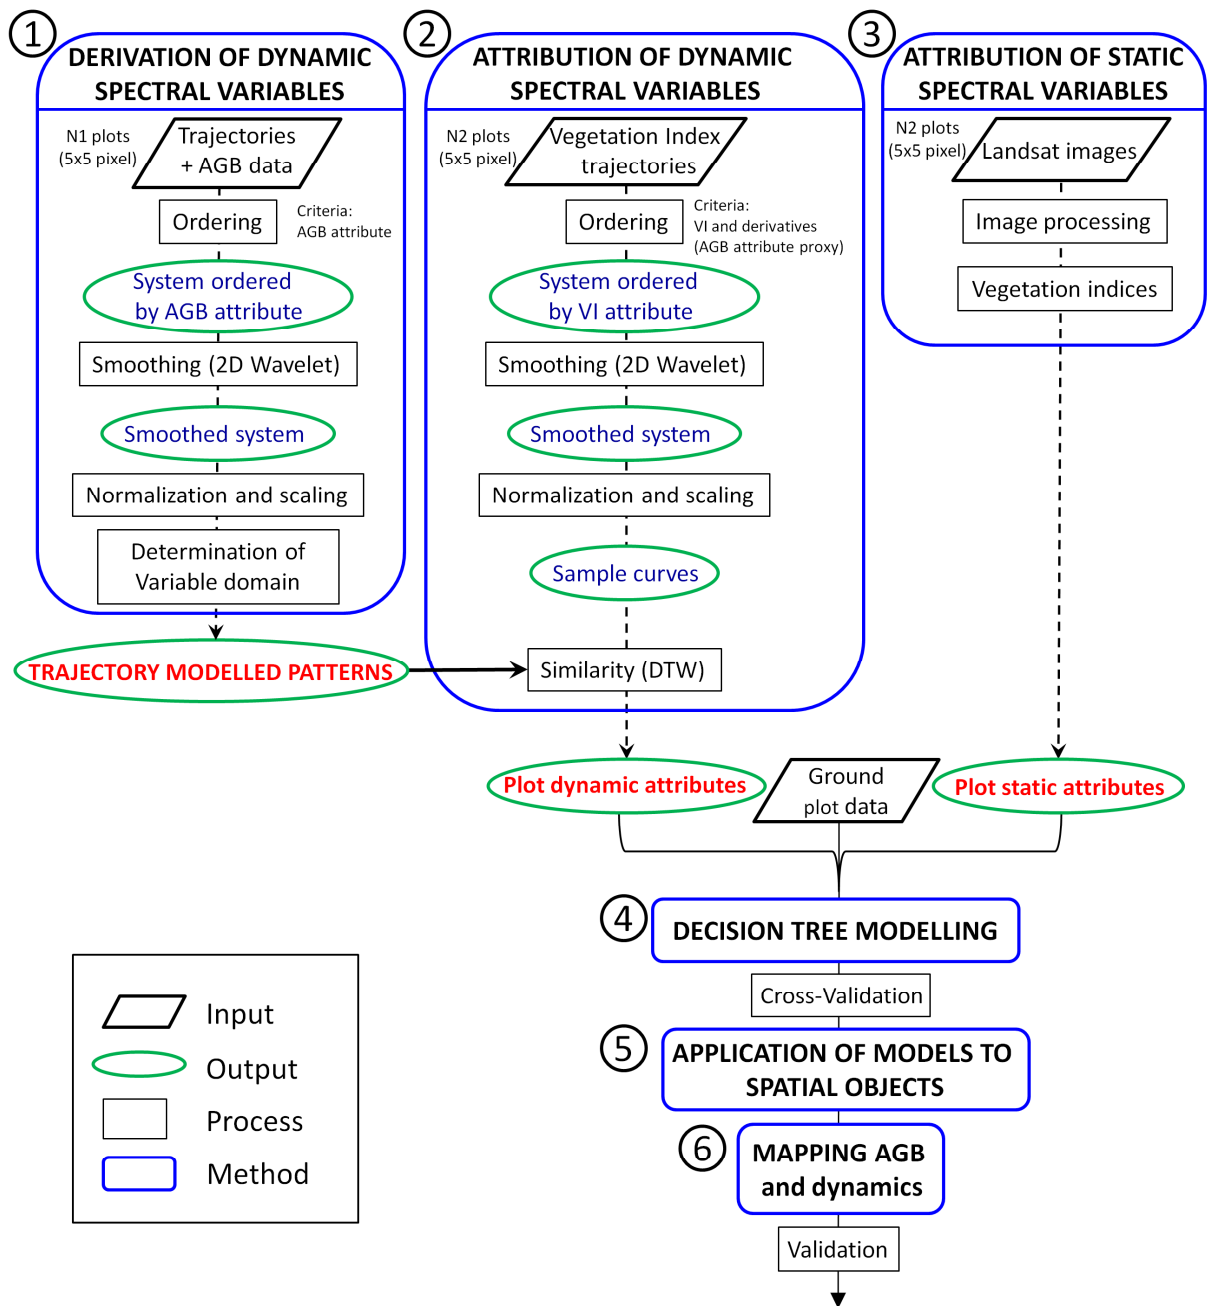 1
DERIVATION OF DYNAMIC
SPECTRAL VARIABLES
N1 plots
(5x5 pixel)
Trajectories
+ AGB data
Ordering
Criteria:
AGB attribute
System ordered
by AGB attribute
Smoothing (2D Wavelet)
Smoothed system
Normalization and scaling
Determination of
Variable domain
TRAJECTORY MODELLED PATTERNS
2
ATTRIBUTION OF DYNAMIC
SPECTRAL VARIABLES
N2 plots
(5x5 pixel)
Vegetation Index
trajectories
Ordering
Criteria:
VI and derivatives
(AGB attribute proxy)
System ordered
by VI attribute
Smoothing (2D Wavelet)
Smoothed system
Normalization and scaling
Sample curves
Similarity (DTW)
3
ATTRIBUTION OF STATIC
SPECTRAL VARIABLES
N2 plots
(5x5 pixel)
Landsat images
Image processing
Vegetation indices
Plot dynamic attributes
Ground
plot data
Plot static attributes
4
DECISION TREE MODELLING
Cross-Validation
5
APPLICATION OF MODELS TO
SPATIAL OBJECTS
6
MAPPING AGB
and dynamics
Validation
Input
Output
Process
Method